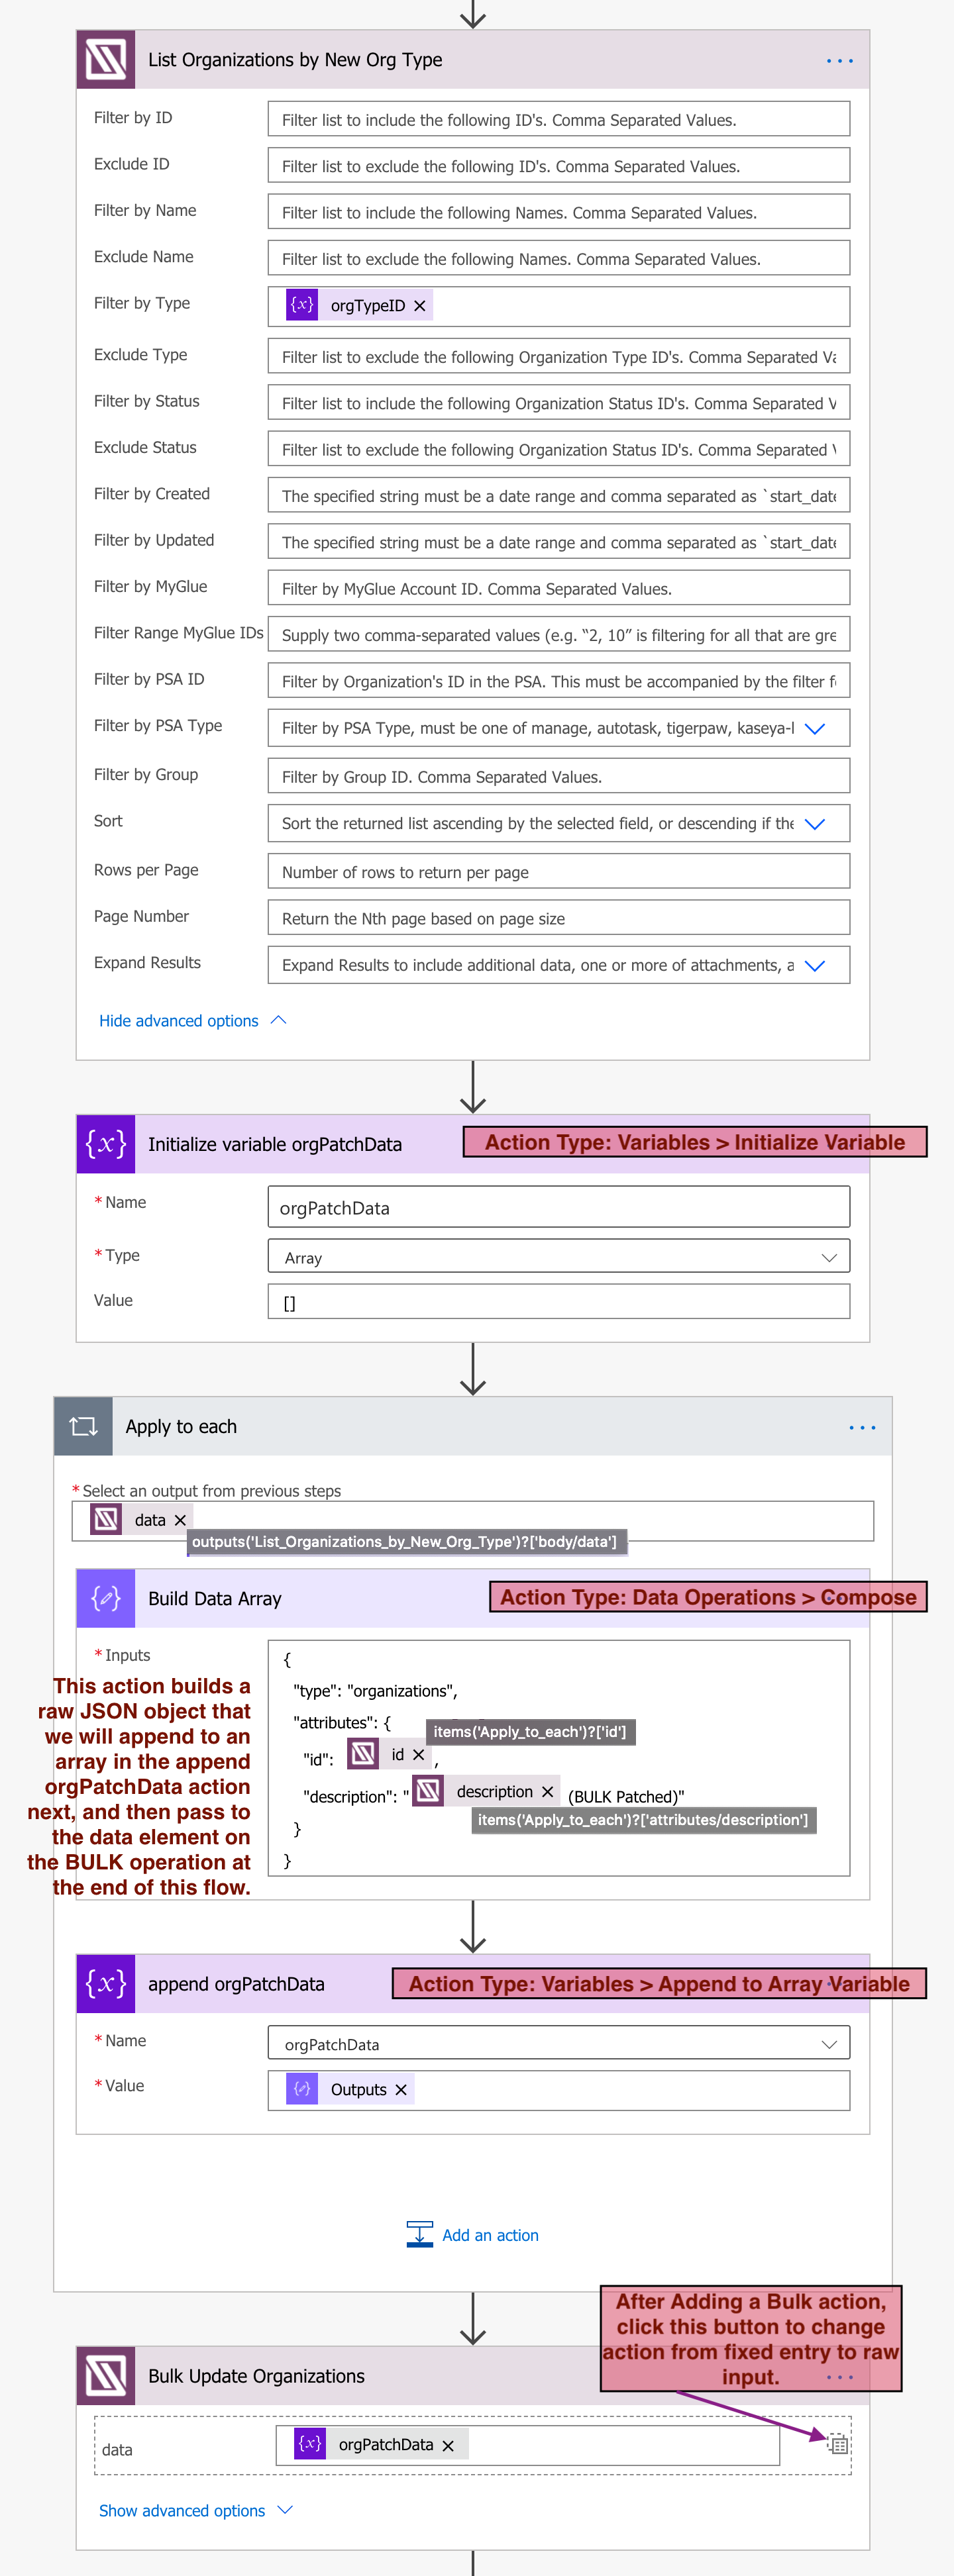 List Organizations by New Org Type
Filter by ID
Filter list to include the following ID's. Comma Separated Values.
Exclude ID
Filter list to exclude the following ID's. Comma Separated Values.
Filter by Name
Filter list to include the following Names. Comma Separated Values.
Exclude Name
Filter list to exclude the following Names. Comma Separated Values.
Filter by Type
{x} orgTypeID ×
Exclude Type
Filter list to exclude the following Organization Type ID's. Comma Separated
Filter by Status
Filter list to include the following Organization Status ID's. Comma Separated
Exclude Status
Filter list to exclude the following Organization Status ID's. Comma Separated
Filter by Created
The specified string must be a date range and comma separated as `start_date
Filter by Updated
The specified string must be a date range and comma separated as `start_date
Filter by MyGlue
Filter by MyGlue Account ID. Comma Separated Values.
Filter Range MyGlue IDs
Supply two comma-separated values (e.g. “2, 10” is filtering for all that are gre
Filter by PSA ID
Filter by Organization's ID in the PSA. This must be accompanied by the filter f
Filter by PSA Type
Filter by PSA Type, must be one of manage, autotask, tigerpaw, kaseya-
Filter by Group
Filter by Group ID. Comma Separated Values.
Sort
Sort the returned list ascending by the selected field, or descending if the
Rows per Page
Number of rows to return per page
Page Number
Return the Nth page based on page size
Expand Results
Expand Results to include additional data, one or more of attachments, a
Hide advanced options
{x} Initialize variable orgPatchData
Action Type: Variables > Initialize Variable
* Name
orgPatchData
* Type
Array
Value
[]
Apply to each
* Select an output from previous steps
data ×
outputs('List_Organizations_by_New_Org_Type')?['body/data']
Build Data Array
Action Type: Data Operations > Compose
* Inputs
This action builds a
raw JSON object that
we will append to an
array in the append
orgPatchData action
next, and then pass to
the data element on
the BULK operation at
the end of this flow.
{
"type": "organizations",
"attributes": {
items('Apply_to_each')?['id']
"id": id × ,
"description": " description × (BULK Patched)"
items('Apply_to_each')?['attributes/description']
}
}
{x} append orgPatchData
Action Type: Variables > Append to Array Variable
* Name
orgPatchData
* Value
Outputs ×
Add an action
After Adding a Bulk action,
click this button to change
action from fixed entry to raw
input.
Bulk Update Organizations
data
{x} orgPatchData ×
Show advanced options